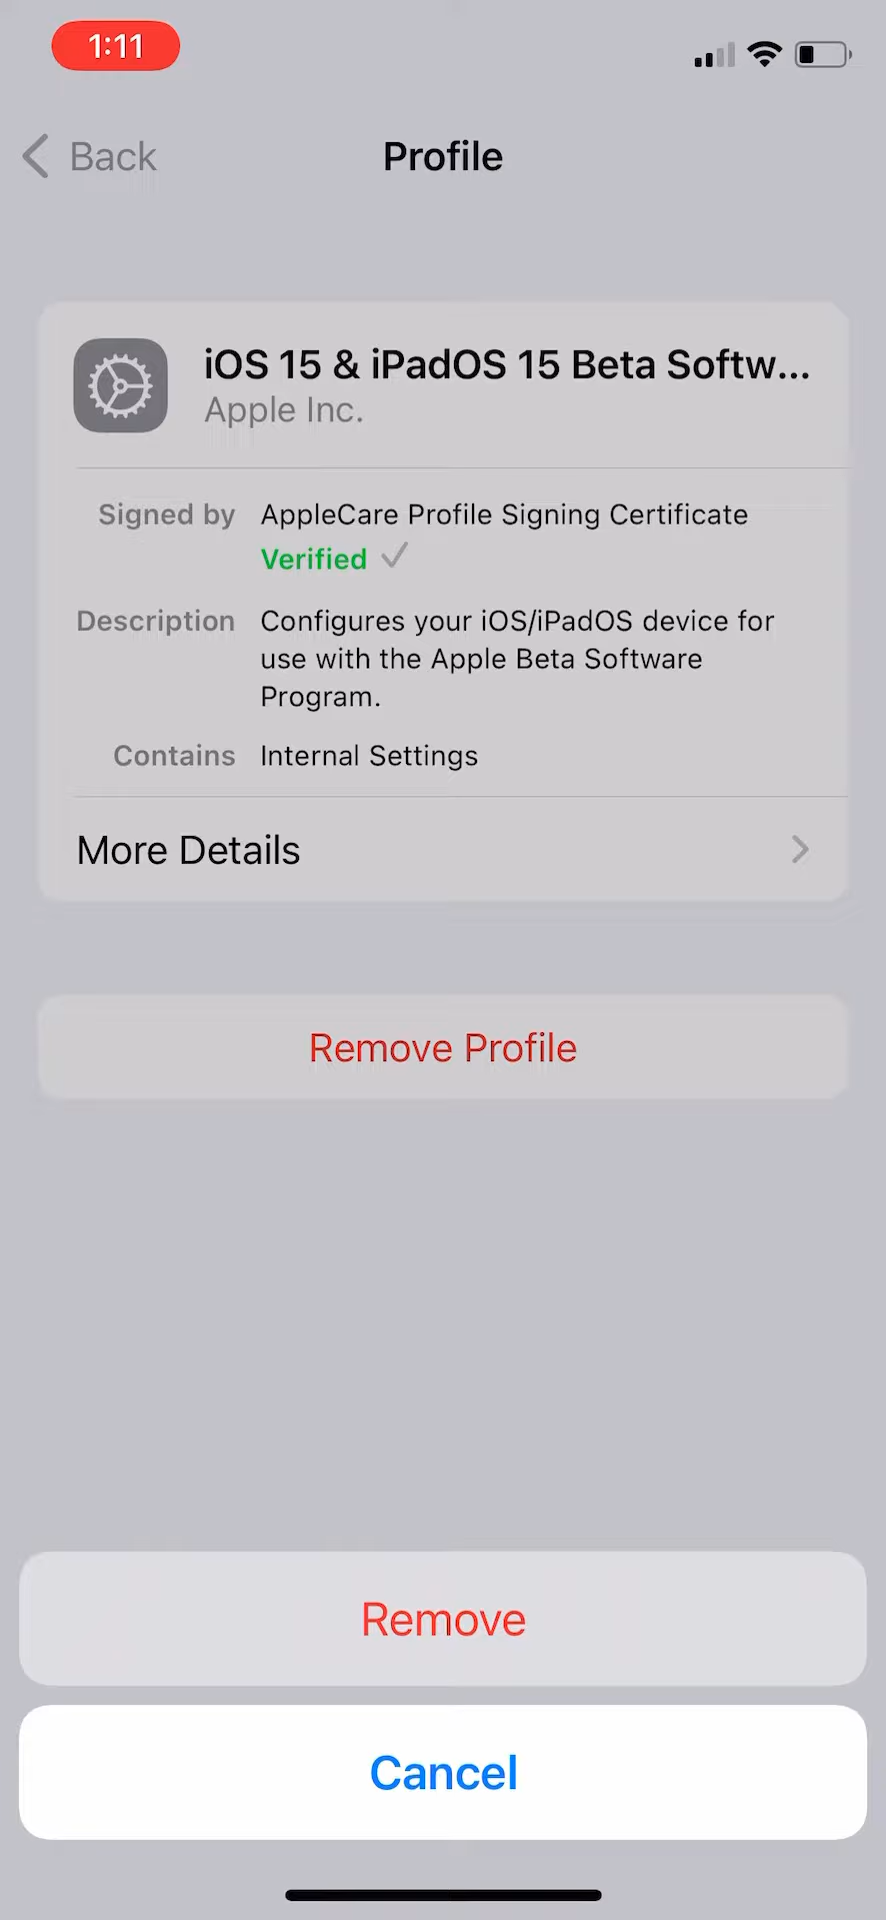 1:11
Back
Profile
iOS 15 & iPadOS 15 Beta Softw...
Apple Inc.
Signed by AppleCare Profile Signing Certificate
Verified
Description Configures your iOS/iPadOS device for
use with the Apple Beta Software
Program.
Contains Internal Settings
More Details
Remove Profile
Remove
Cancel